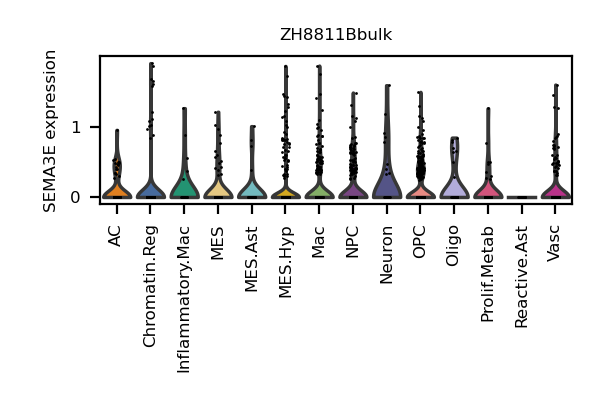 ZH8811Bbulk
SEMA3E expression
1
0
AC
Chromatin.Reg
Inflammatory.Mac
MES
MES.Ast
MES.Hyp
Mac
NPC
Neuron
OPC
Oligo
Prolif.Metab
Reactive.Ast
Vasc